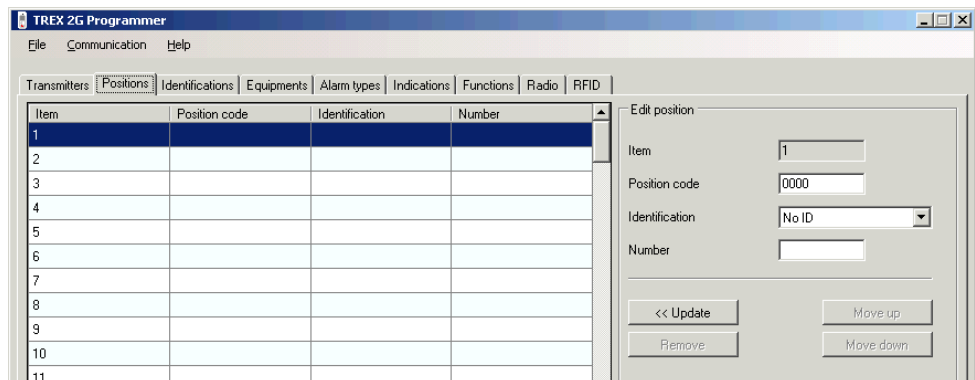 TREX 2G Programmer
File Communication Help
Transmitters Positions Identifications Equipments Alarm types Indications Functions Radio RFID
Item Position code Identification Number
1
2
3
4
5
6
7
8
9
10
11
Edit position
Item 1
Position code 0000
Identification No ID
Number
<< Update Move up
Remove Move down